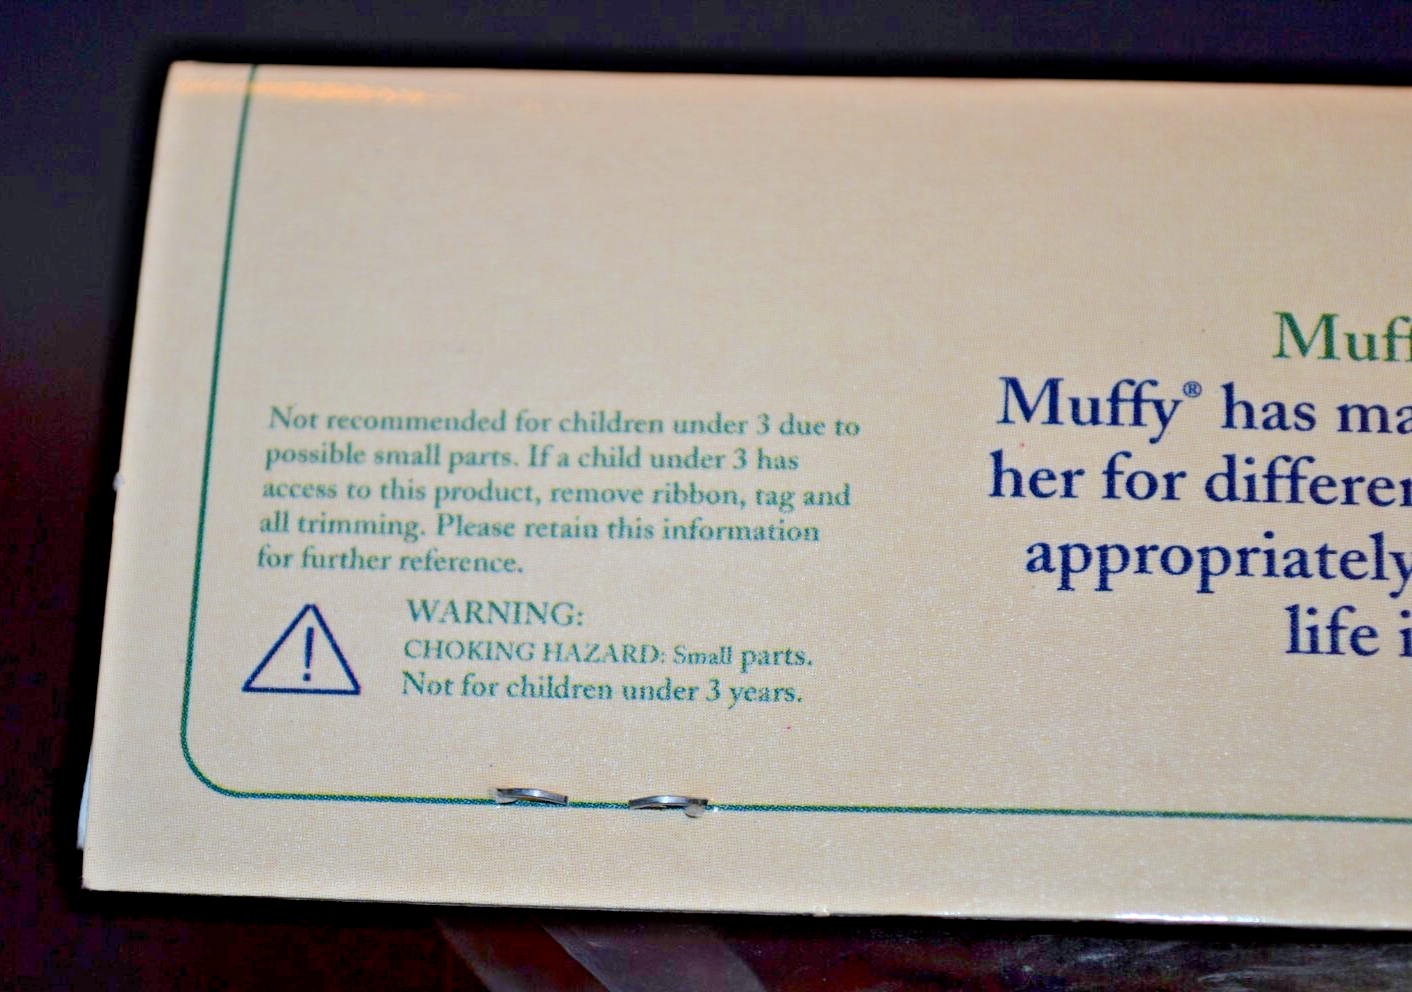 Not recommended for children under 3 due to
possible small parts. If a child under 3 has
access to this product, remove ribbon, tag and
all trimming. Please retain this information
for further reference.
WARNING:
CHOKING HAZARD: Small parts.
Not for children under 3 years.
Muff
Muffy® has ma
her for differen
appropriately
life i